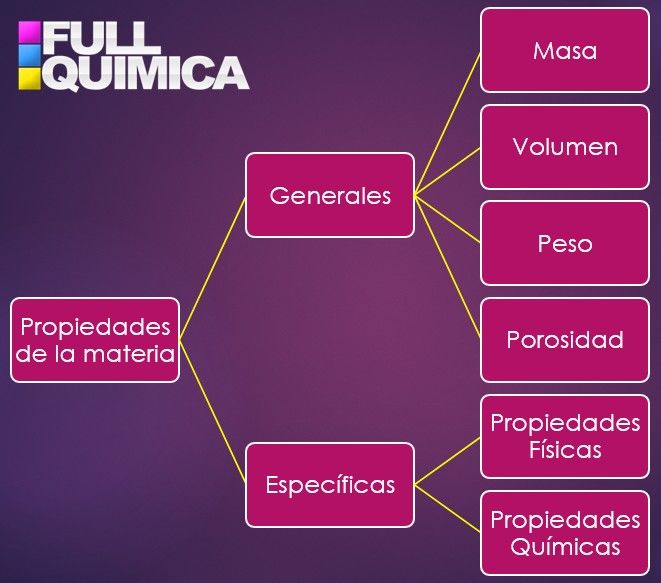 FULL
QUIMICA
Masa
Volumen
Generales
Peso
Propiedades
de la materia
Porosidad
Propiedades
Físicas
Específicas
Propiedades
Químicas